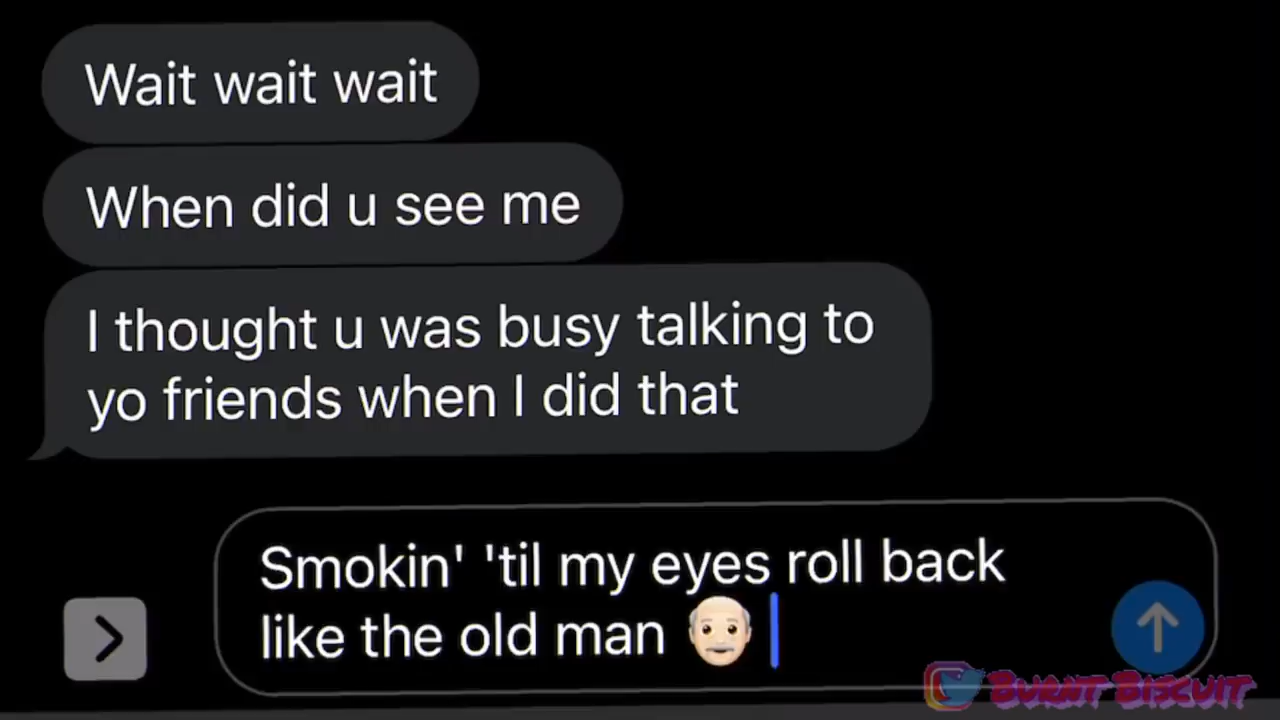 Wait wait wait
When did u see me
I thought u was busy talking to
yo friends when I did that
Smokin' 'til my eyes roll back
like the old man 👴🏻
BURNT BISCUIT